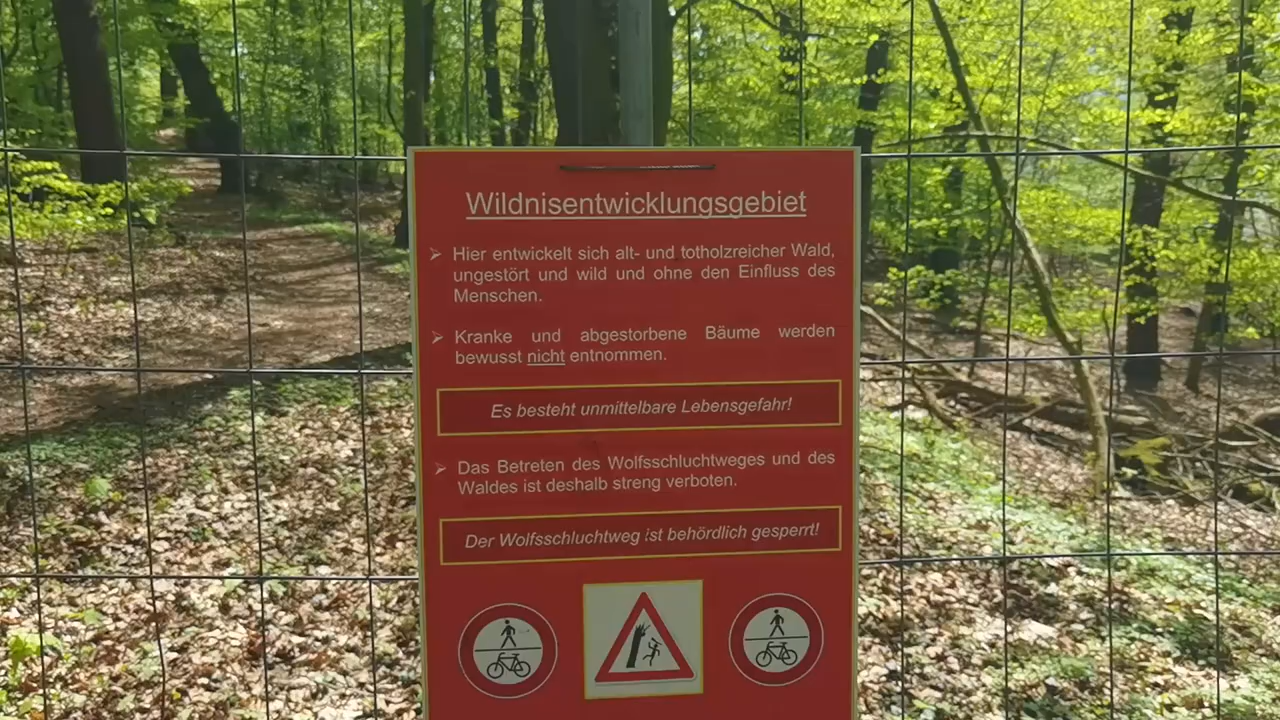 Wildnisentwicklungsgebiet
Hier entwickelt sich alt- und totholzreicher Wald,
ungestört und wild und ohne den Einfluss des
Menschen.
Kranke und abgestorbene Bäume werden
bewusst nicht entnommen.
Es besteht unmittelbare Lebensgefahr!
Das Betreten des Wolfsschluchtweges und des
Waldes ist deshalb streng verboten.
Der Wolfsschluchtweg ist behördlich gesperrt!